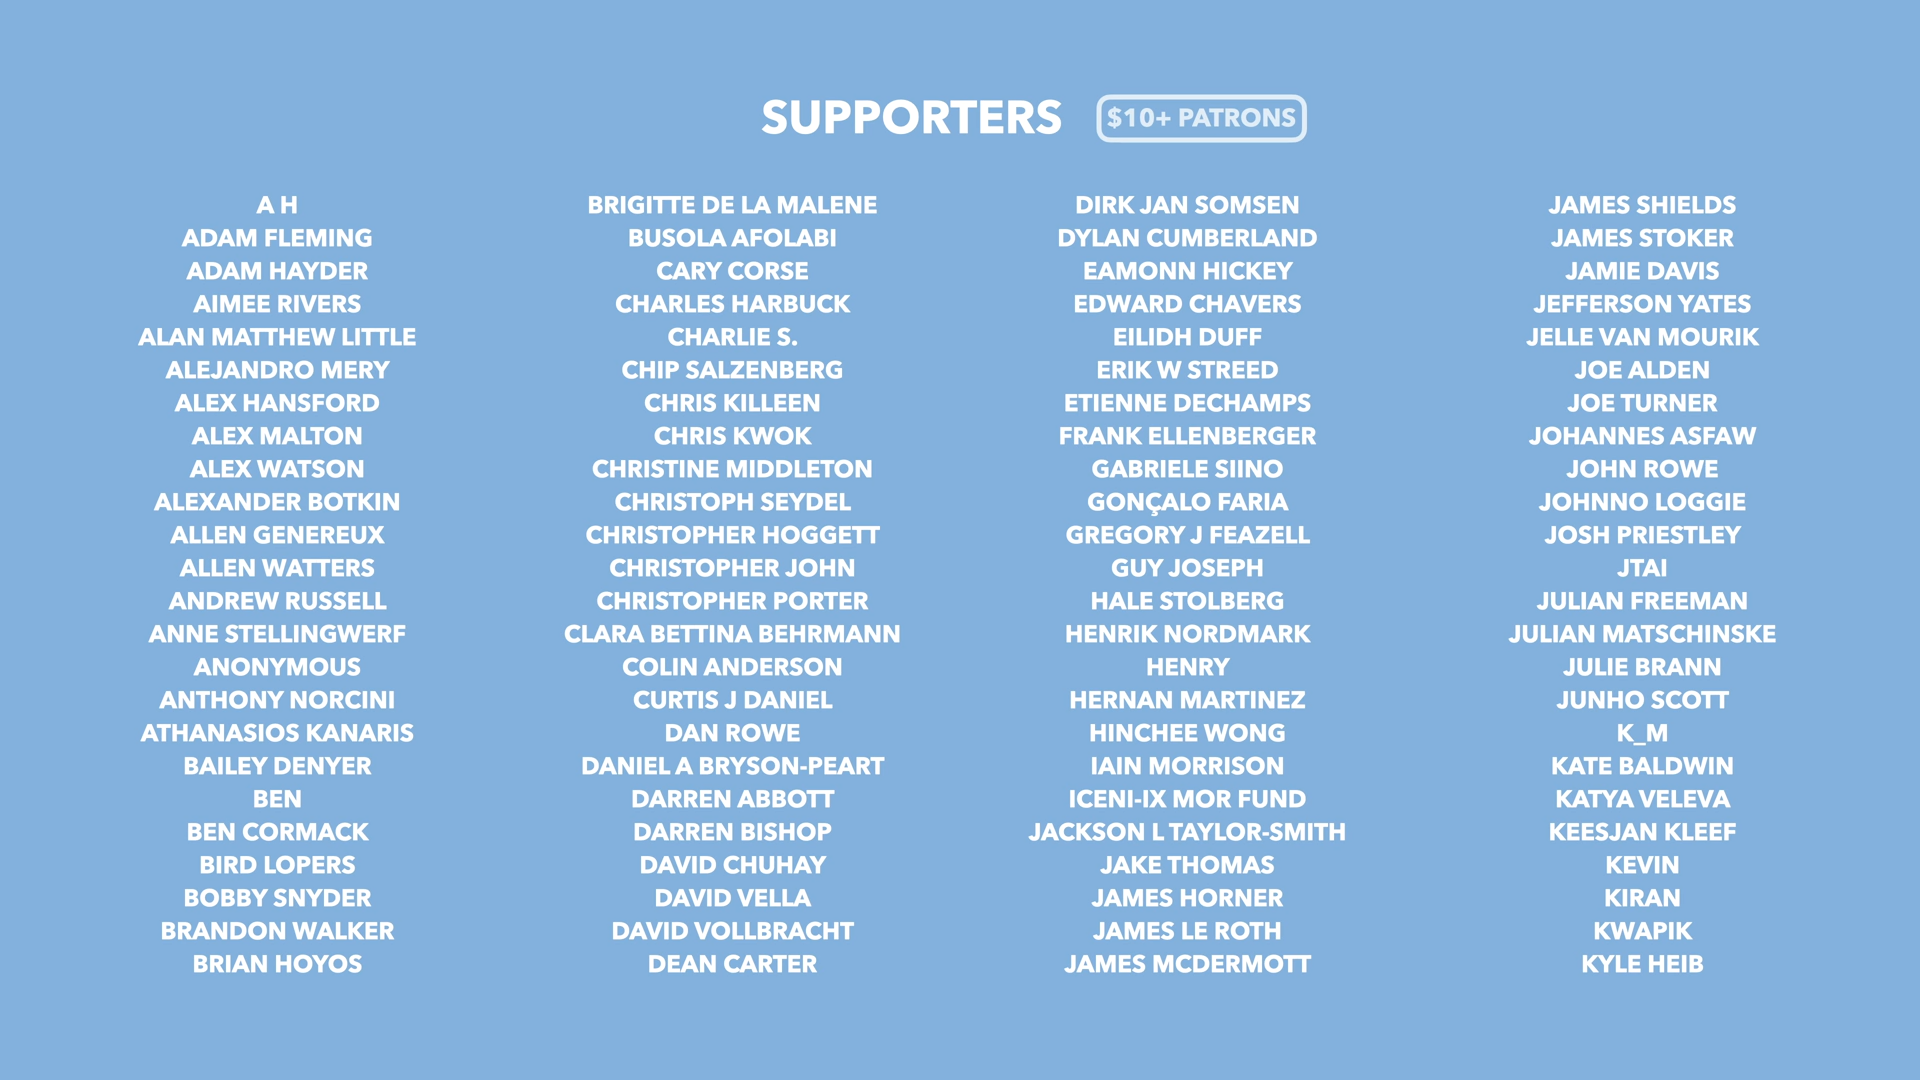 SUPPORTERS $10+ PATRONS
A H
ADAM FLEMING
ADAM HAYDER
AIMEE RIVERS
ALAN MATTHEW LITTLE
ALEJANDRO MERY
ALEX HANSFORD
ALEX MALTON
ALEX WATSON
ALEXANDER BOTKIN
ALLEN GENEREUX
ALLEN WATTERS
ANDREW RUSSELL
ANNE STELLINGWERF
ANONYMOUS
ANTHONY NORCINI
ATHANASIOS KANARIS
BAILEY DENYER
BEN
BEN CORMACK
BIRD LOPERS
BOBBY SNYDER
BRANDON WALKER
BRIAN HOYOS
BRIGITTE DE LA MALENE
BUSOLA AFOLABI
CARY CORSE
CHARLES HARBUCK
CHARLIE S.
CHIP SALZENBERG
CHRIS KILLEEN
CHRIS KWOK
CHRISTINE MIDDLETON
CHRISTOPH SEYDEL
CHRISTOPHER HOGGETT
CHRISTOPHER JOHN
CHRISTOPHER PORTER
CLARA BETTINA BEHRMANN
COLIN ANDERSON
CURTIS J DANIEL
DAN ROWE
DANIEL A BRYSON-PEART
DARREN ABBOTT
DARREN BISHOP
DAVID CHUHAY
DAVID VELLA
DAVID VOLLBRACHT
DEAN CARTER
DIRK JAN SOMSEN
DYLAN CUMBERLAND
EAMONN HICKEY
EDWARD CHAVERS
EILIDH DUFF
ERIK W STREED
ETIENNE DECHAMPS
FRANK ELLENBERGER
GABRIELE SIINO
GONÇALO FARIA
GREGORY J FEAZELL
GUY JOSEPH
HALE STOLBERG
HENRIK NORDMARK
HENRY
HERNAN MARTINEZ
HINCHEE WONG
IAIN MORRISON
ICENI-IX MOR FUND
JACKSON L TAYLOR-SMITH
JAKE THOMAS
JAMES HORNER
JAMES LE ROTH
JAMES MCDERMOTT
JAMES SHIELDS
JAMES STOKER
JAMIE DAVIS
JEFFERSON YATES
JELLE VAN MOURIK
JOE ALDEN
JOE TURNER
JOHANNES ASFAW
JOHN ROWE
JOHNNO LOGGIE
JOSH PRIESTLEY
JTAI
JULIAN FREEMAN
JULIAN MATSCHINSKE
JULIE BRANN
JUNHO SCOTT
K_M
KATE BALDWIN
KATYA VELEVA
KEESJAN KLEEF
KEVIN
KIRAN
KWAPIK
KYLE HEIB